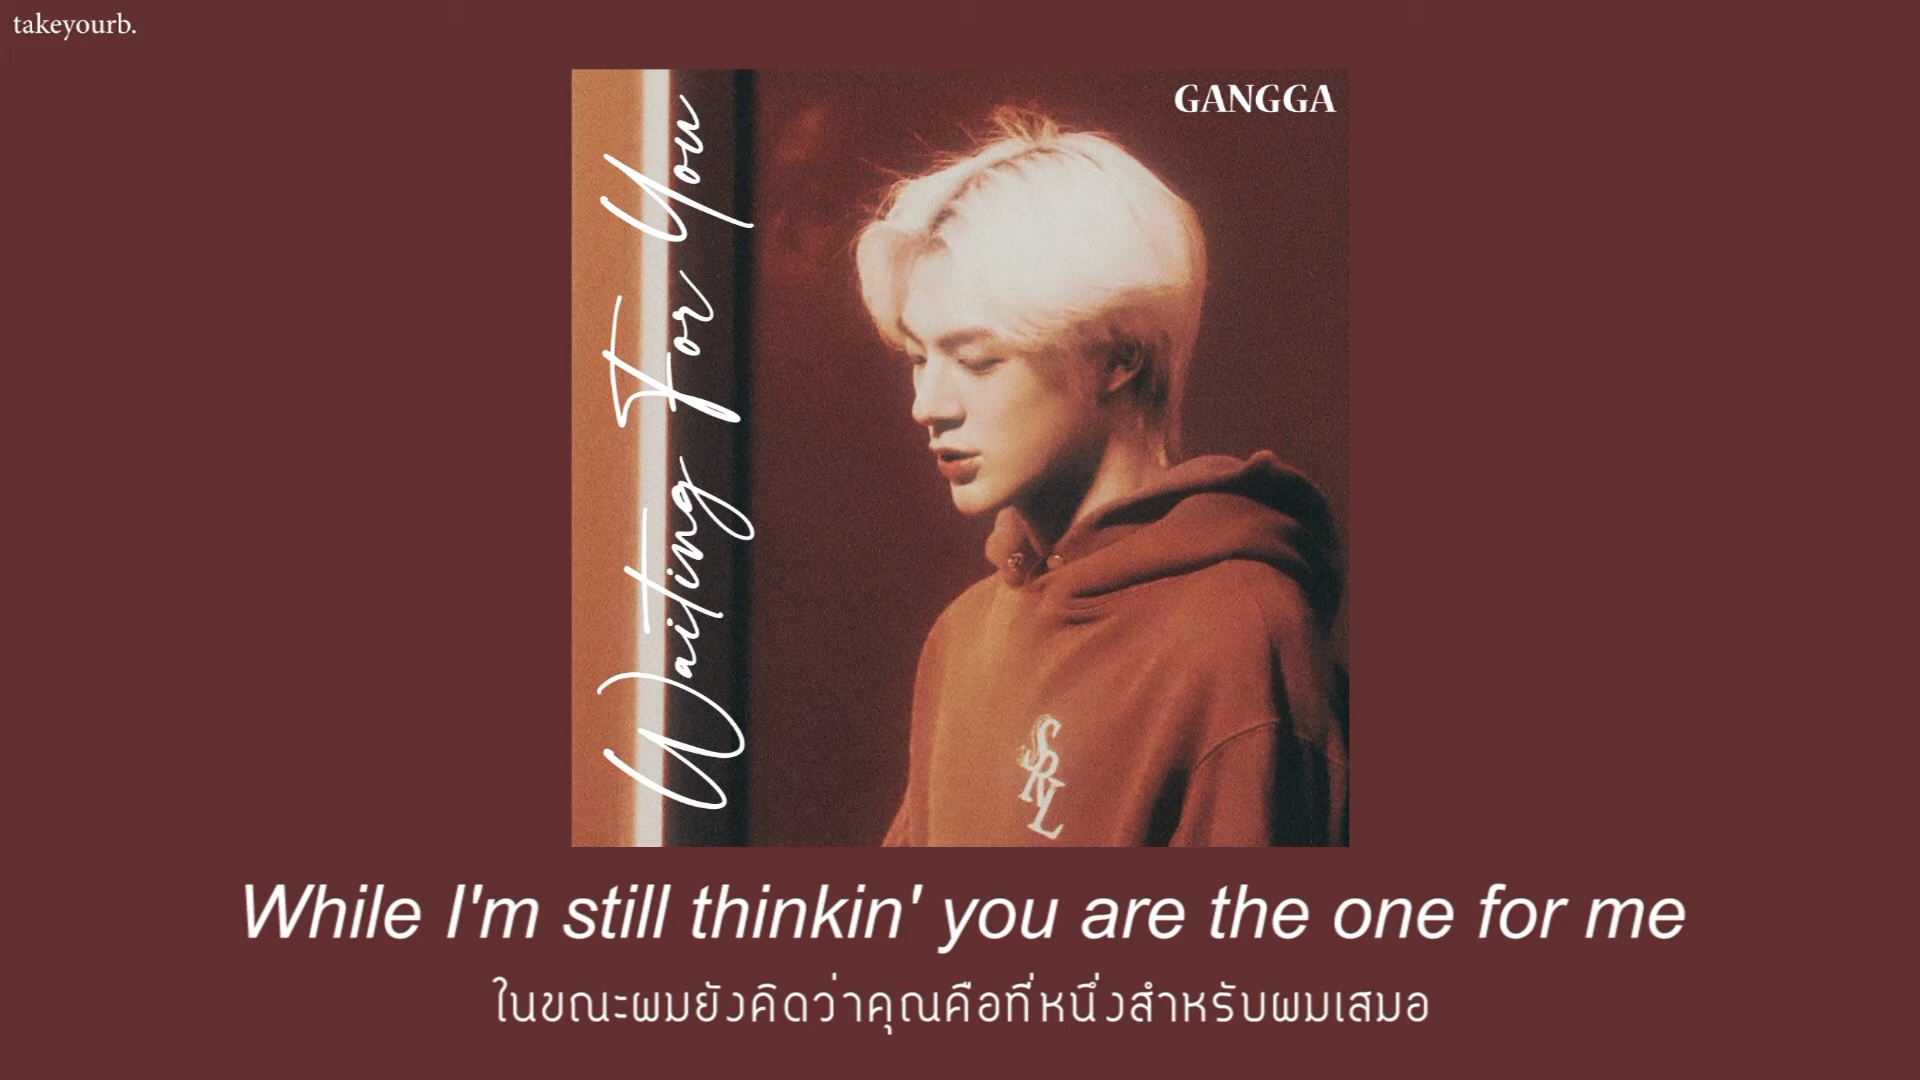 takeyourb.
GANGGA
Waiting For You
SRNL
While I'm still thinkin' you are the one for me
ในขณะผมยังคิดว่าคุณคือที่หนึ่งสำหรับผมเสมอ